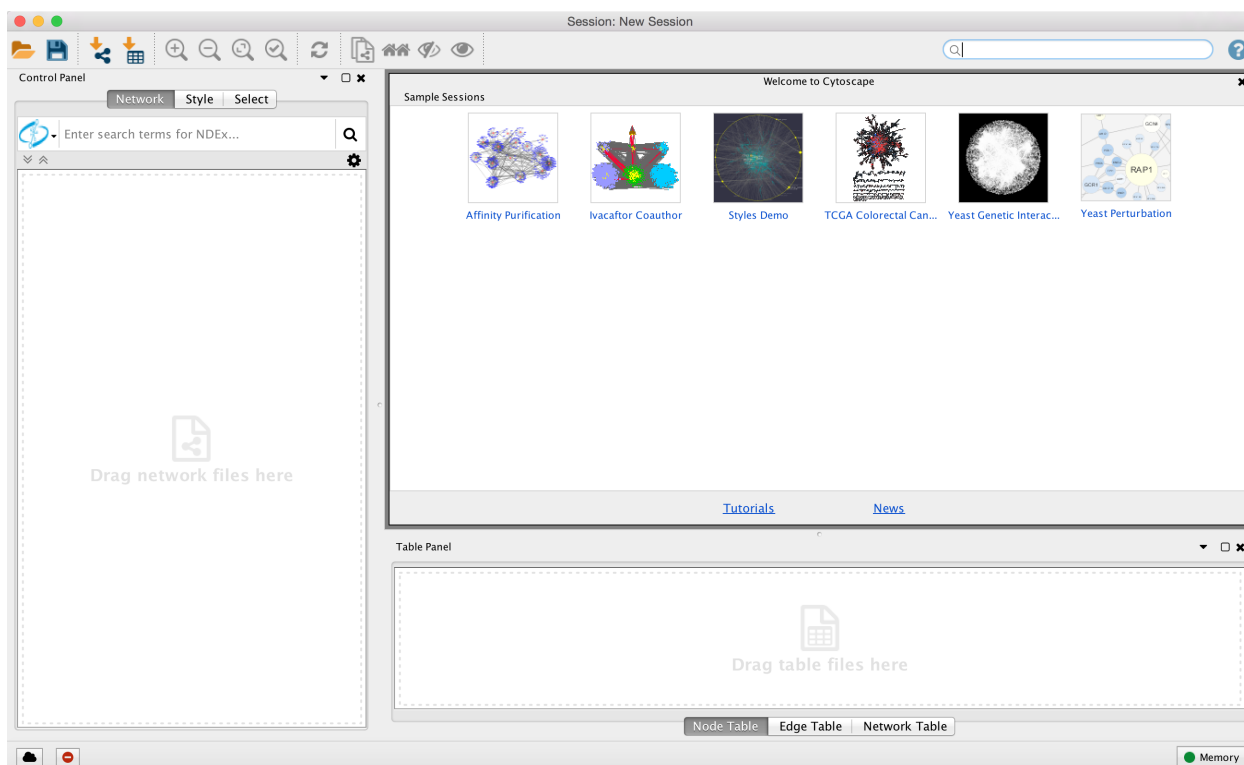 Session: New Session
Control Panel
Network Style Select
Enter search terms for NDEx...
Drag network files here
Welcome to Cytoscape
Sample Sessions
RAP1
Affinity Purification
Ivacaftor Coauthor
Styles Demo
TCGA Colorectal Can...
Yeast Genetic Interac...
Yeast Perturbation
Tutorials
News
Table Panel
Drag table files here
Node Table Edge Table Network Table
Memory